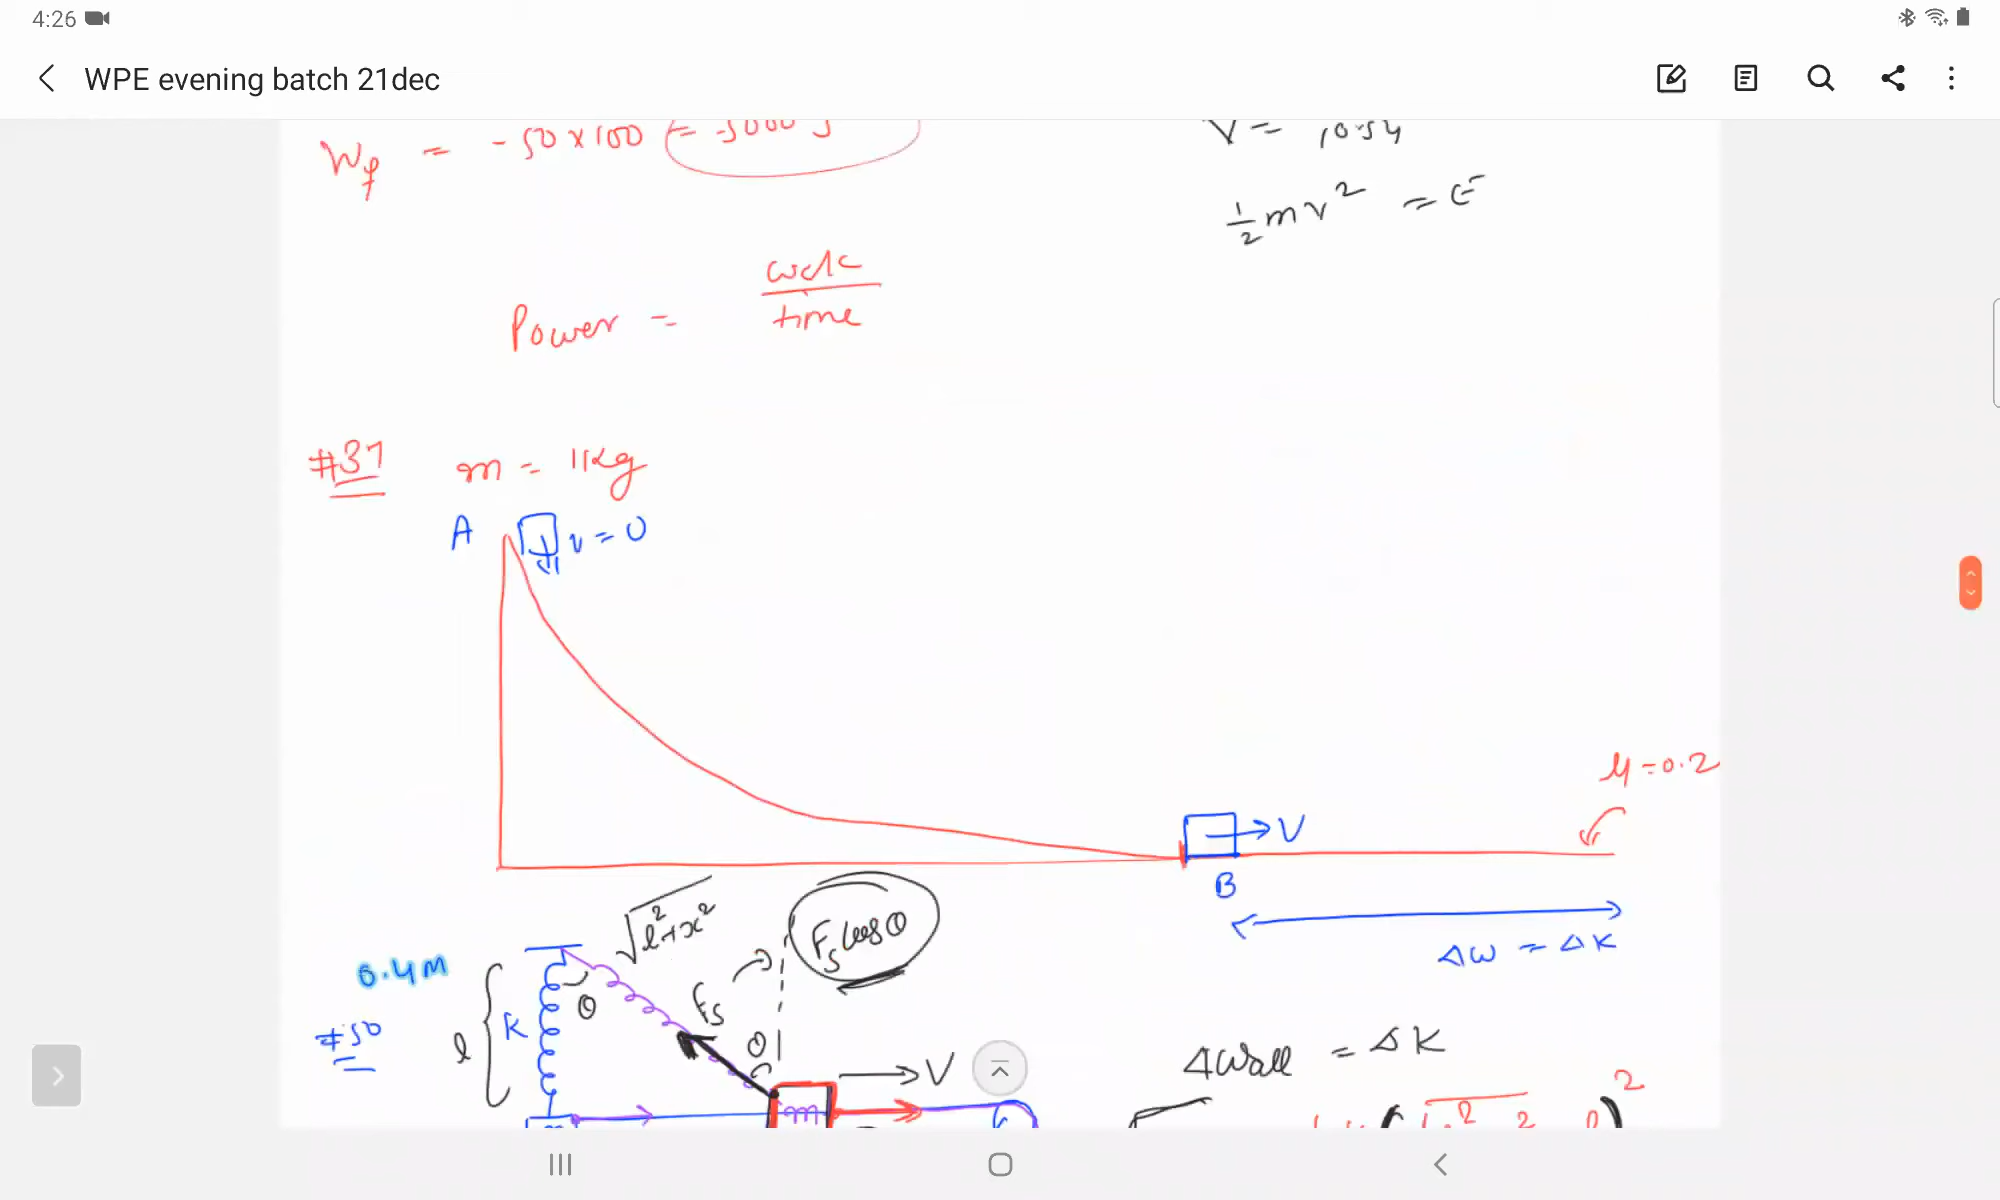 4:26
WPE evening batch 21dec
Wf = -50 x 100 = -5000 J
V = 10.54
1/2 mv² = E
Power = wdc / time
#37 m = 1kg
A v = 0
μ = 0.2
V
B
Δw = ΔK
√l²+x²
Fs cosθ
0.4m
θ
Fs
#50
l
K
θ
V
m
ΔWall = ΔK